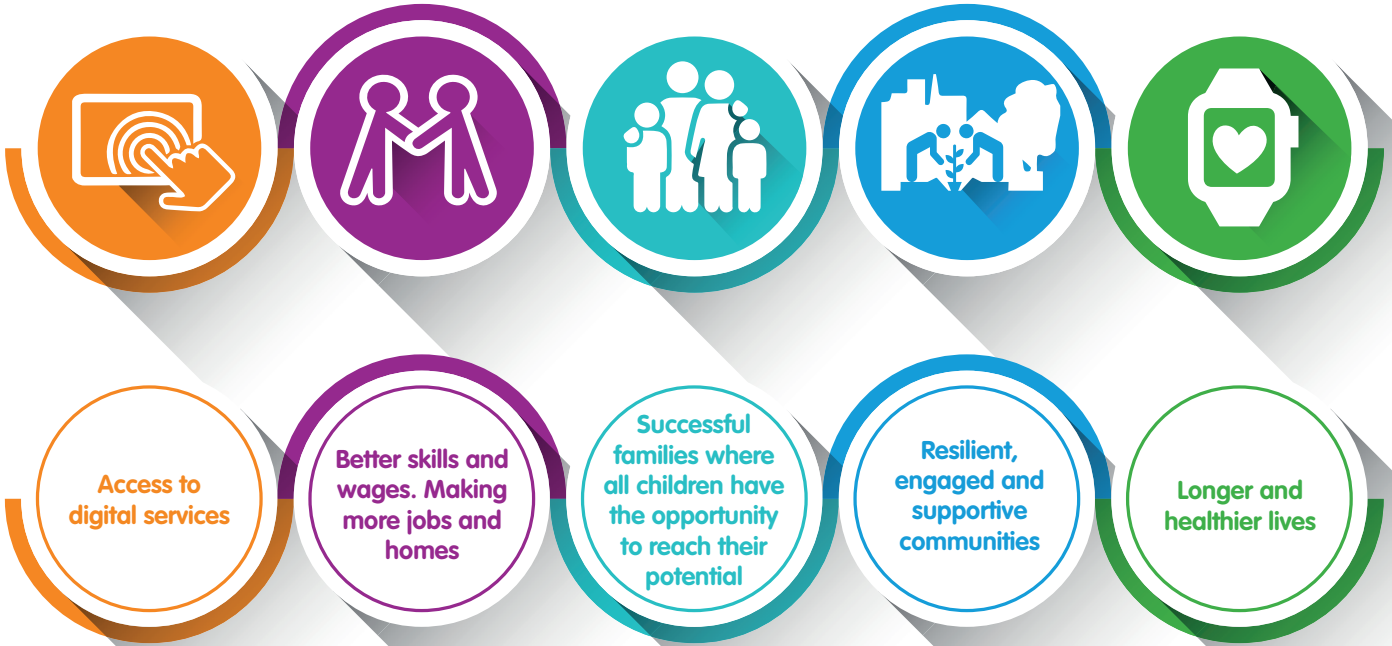 Access to
digital services
Better skills and
wages. Making
more jobs and
homes
Successful
families where
all children have
the opportunity
to reach their
potential
Resilient,
engaged and
supportive
communities
Longer and
healthier lives